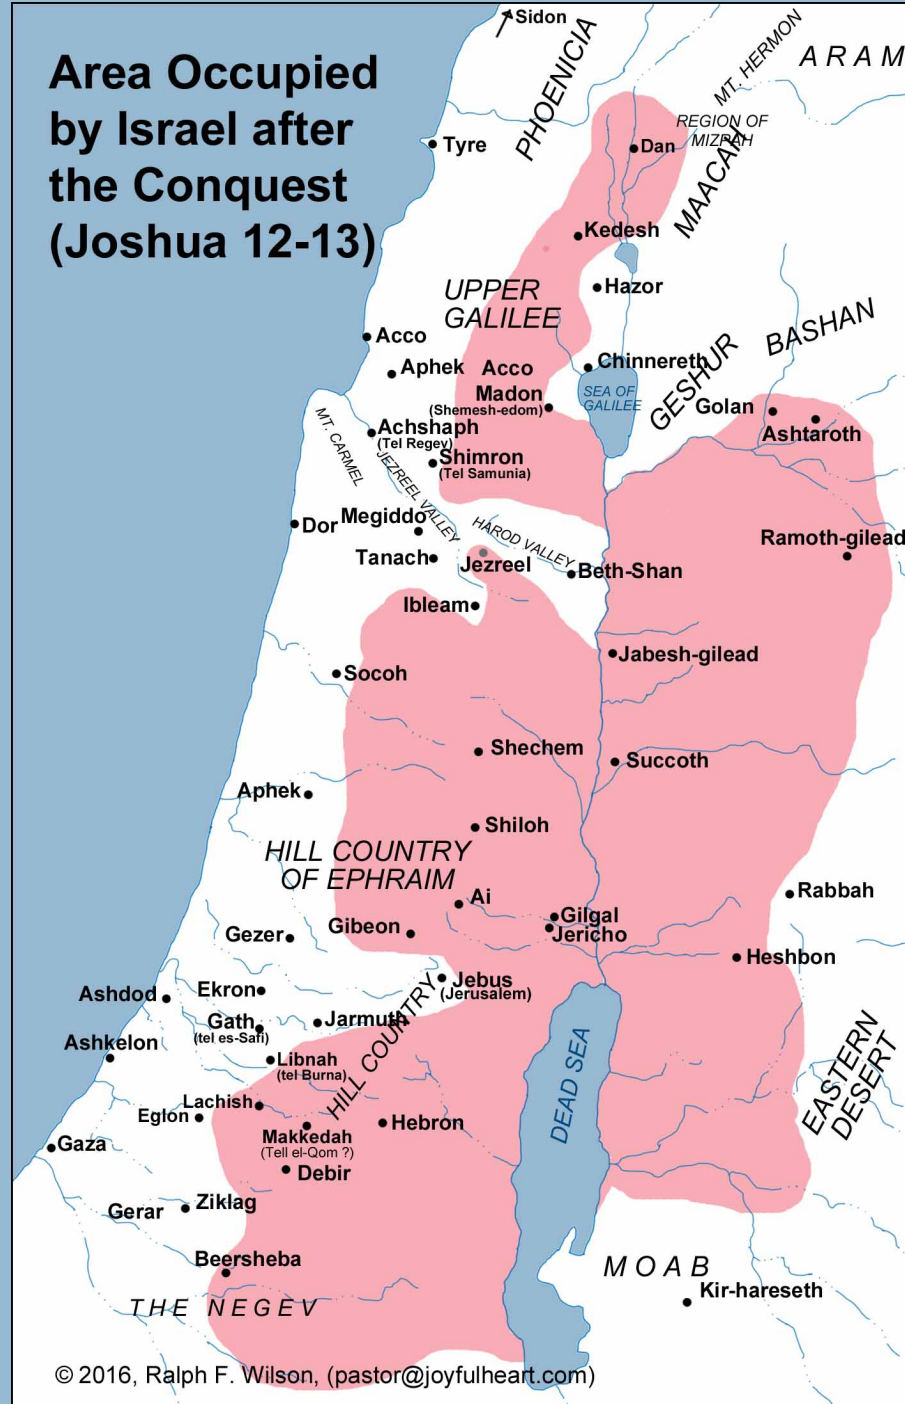 Area Occupied
by Israel after
the Conquest
(Joshua 12-13)
Sidon
PHOENICIA
MT. HERMON
ARAM
REGION OF
MIZPAH
Tyre
Dan
MAACAH
Kedesh
Hazor
UPPER
GALILEE
BASHAN
Acco
GESHUR
Aphek
Acco
Chinnereth
Madon
(Shemesh-edom)
SEA OF
GALILEE
Golan
Ashtaroth
MT. CARMEL
Achshaph
(Tel Regev)
JEZREEL VALLEY
Shimron
(Tel Samunia)
Dor
Megiddo
HAROD VALLEY
Ramoth-gilead
Tanach
Jezreel
Beth-Shan
Ibleam
Jabesh-gilead
Socoh
Shechem
Succoth
Aphek
Shiloh
HILL COUNTRY
OF EPHRAIM
Ai
Rabbah
Gilgal
Gezer
Gibeon
Jericho
Heshbon
Jebus
(Jerusalem)
Ashdod
Ekron
HILL COUNTRY
Gath
(tel es-Safi)
Jarmuth
Ashkelon
Libnah
(tel Burna)
DEAD SEA
EASTERN
DESERT
Lachish
Eglon
Makkedah
(Tell el-Qom ?)
Hebron
Gaza
Debir
Gerar
Ziklag
Beersheba
MOAB
Kir-hareseth
THE NEGEV
© 2016, Ralph F. Wilson, (pastor@joyfulheart.com)